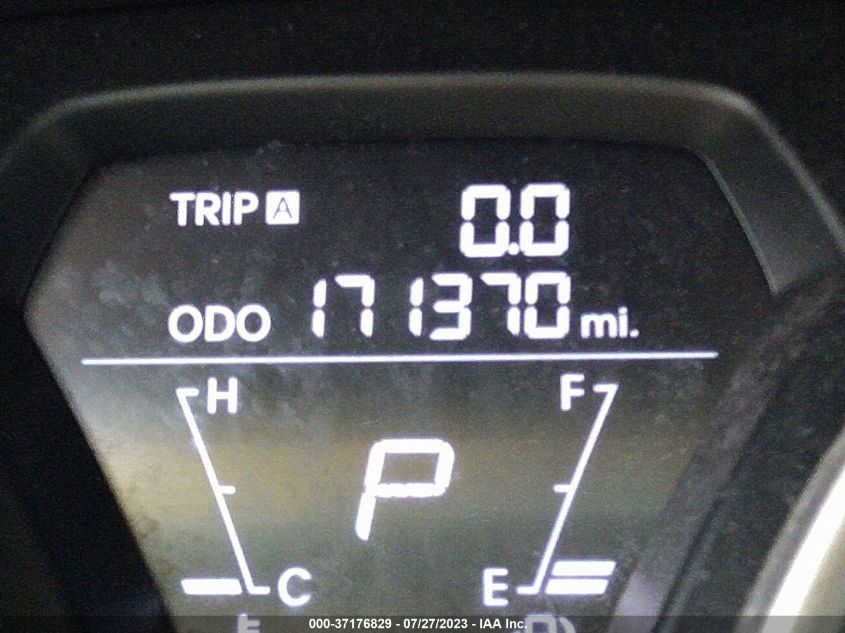 TRIP A 0.0
ODO 171370 mi.
H F
P
C E
000-37176829 - 07/27/2023 - IAA Inc.